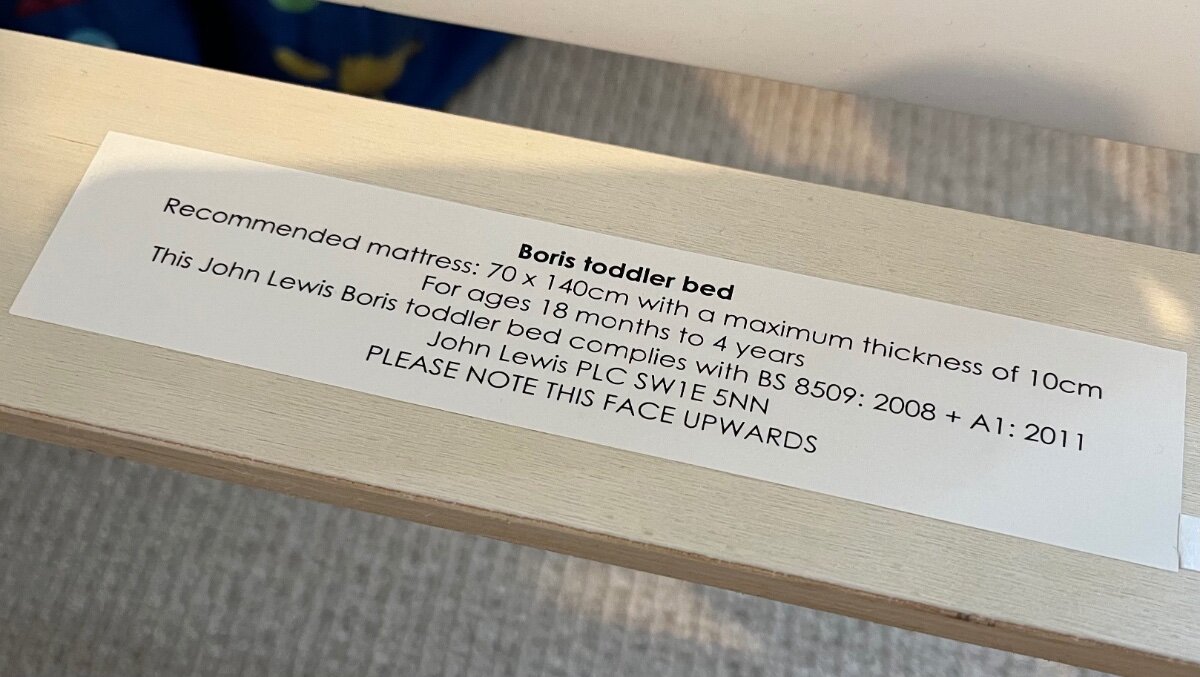 Boris toddler bed
Recommended mattress: 70 x 140cm with a maximum thickness of 10cm
For ages 18 months to 4 years
This John Lewis Boris toddler bed complies with BS 8509: 2008 + A1: 2011
John Lewis PLC SW1E 5NN
PLEASE NOTE THIS FACE UPWARDS